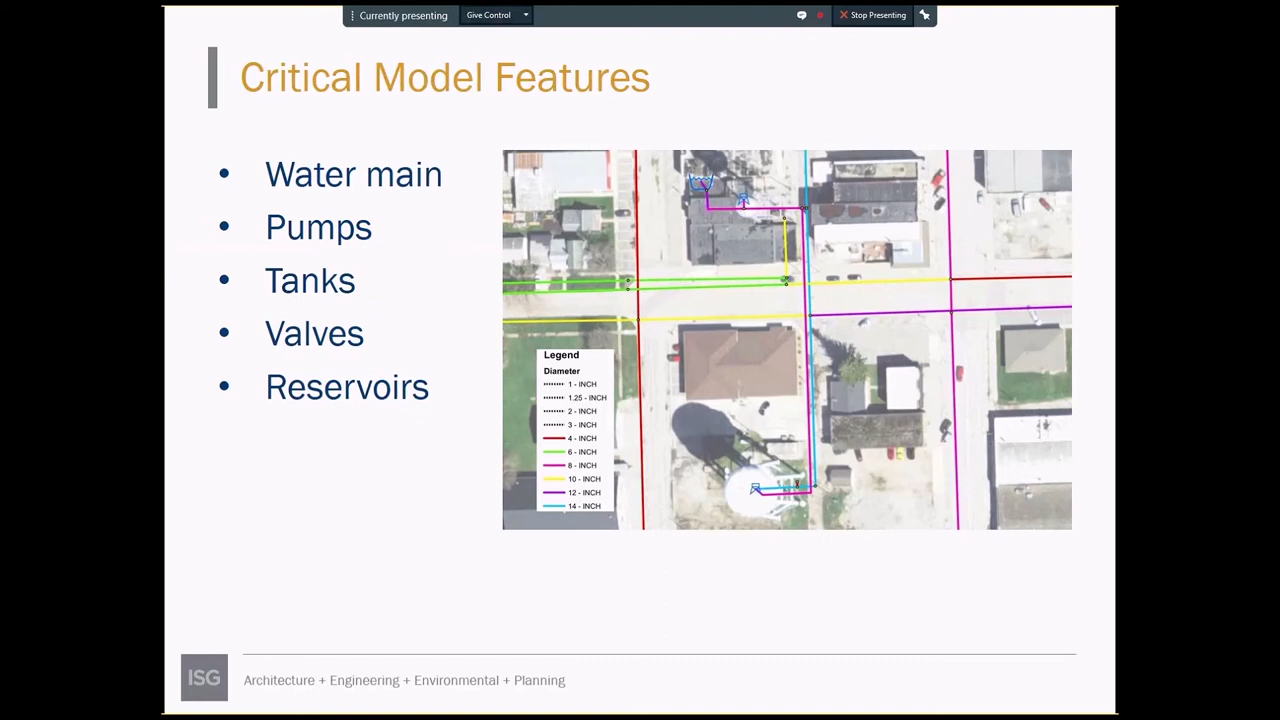 Currently presenting
Give Control
Stop Presenting
Critical Model Features
• Water main
• Pumps
• Tanks
• Valves
• Reservoirs
Legend
Diameter
1 - INCH
1.25 - INCH
2 - INCH
3 - INCH
4 - INCH
6 - INCH
8 - INCH
10 - INCH
12 - INCH
14 - INCH
ISG
Architecture + Engineering + Environmental + Planning